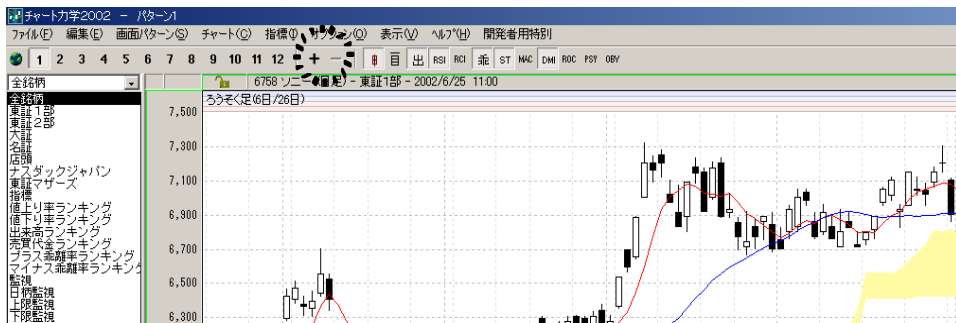 チャート力学2002 - パターン1
ファイル(F) 編集(E) 画面パターン(S) チャート(C) 指標(I) オプション(O) 表示(V) ヘルプ(H) 開発者用特別
1 2 3 4 5 6 7 8 9 10 11 12 + - 目 出 RSI RCI 乖 ST MAC DMI ROC PSY OBV
全銘柄
6758 ソニー (日足) - 東証1部 - 2002/6/25 11:00
ろうそく足(6日/26日)
全銘柄
東証1部
東証2部
大証
名証
店頭
ナスダックジャパン
東証マザーズ
指標
値上り率ランキング
値下り率ランキング
出来高ランキング
売買代金ランキング
プラス乖離率ランキング
マイナス乖離率ランキング
監視
日柄監視
上限監視
下限監視
7,500
7,300
7,100
6,900
6,700
6,500
6,300